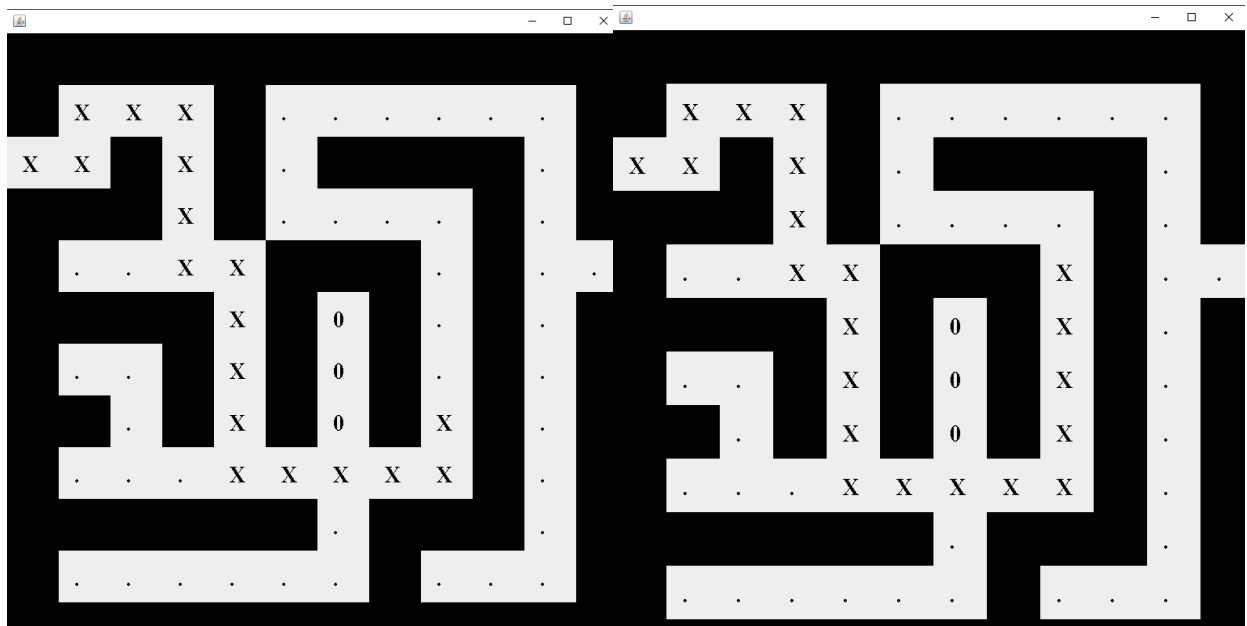 X X X . . . . . .
X X X . .
X . . . . .
. . X X . . .
X 0 . .
. . X 0 . .
. X 0 X .
. . . X X X X X .
. .
. . . . . . . . .
X X X . . . . . .
X X X . .
X . . . . .
. . X X X . .
X 0 X .
. . X 0 X .
. X 0 X .
. . . X X X X X .
. .
. . . . . . . . .